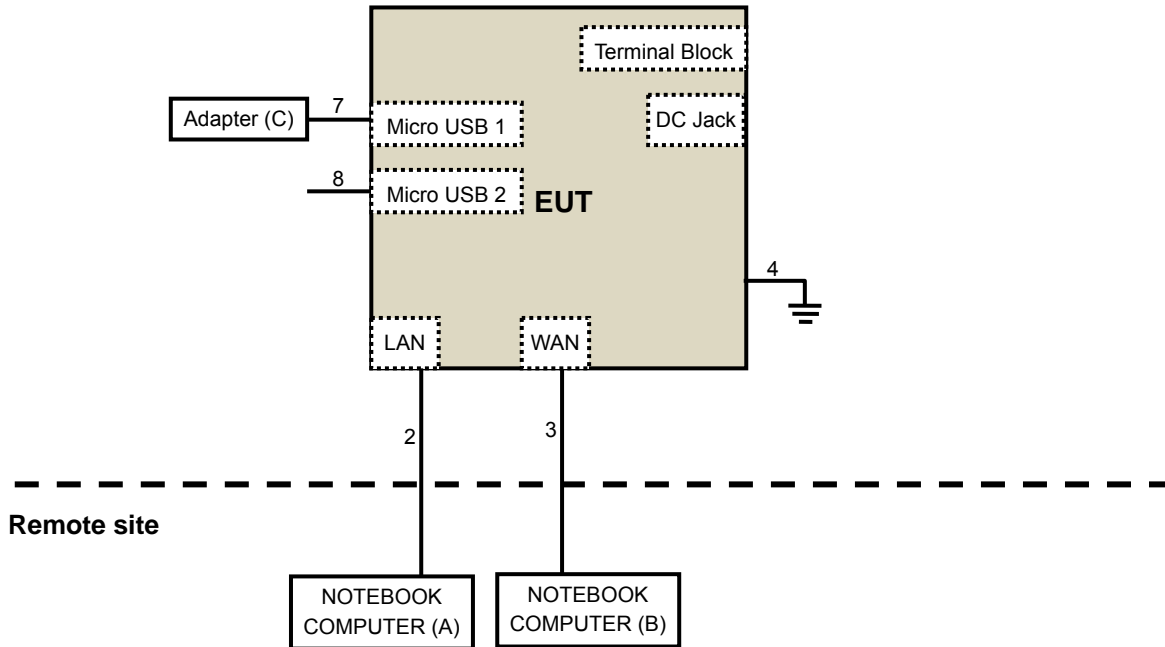 Terminal Block
7
Adapter (C)
Micro USB 1
DC Jack
8
Micro USB 2
EUT
4
LAN
WAN
2
3
Remote site
NOTEBOOK
COMPUTER (A)
NOTEBOOK
COMPUTER (B)